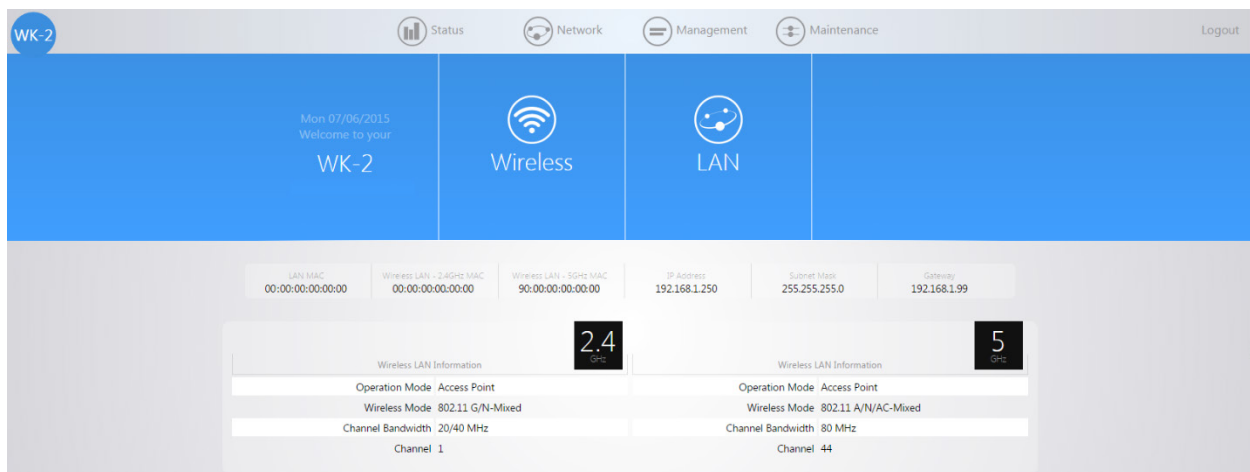 WK-2
Status Network Management Maintenance Logout
Mon 07/06/2015
Welcome to your
WK-2
Wireless
LAN
LAN MAC Wireless LAN - 2.4GHz MAC Wireless LAN - 5GHz MAC IP Address Subnet Mask Gateway
00:00:00:00:00:00 00:00:00:00:00:00 90:00:00:00:00:00 192.168.1.250 255.255.255.0 192.168.1.99
2.4
GHz
Wireless LAN Information
Operation Mode Access Point
Wireless Mode 802.11 G/N-Mixed
Channel Bandwidth 20/40 MHz
Channel 1
5
GHz
Wireless LAN Information
Operation Mode Access Point
Wireless Mode 802.11 A/N/AC-Mixed
Channel Bandwidth 80 MHz
Channel 44